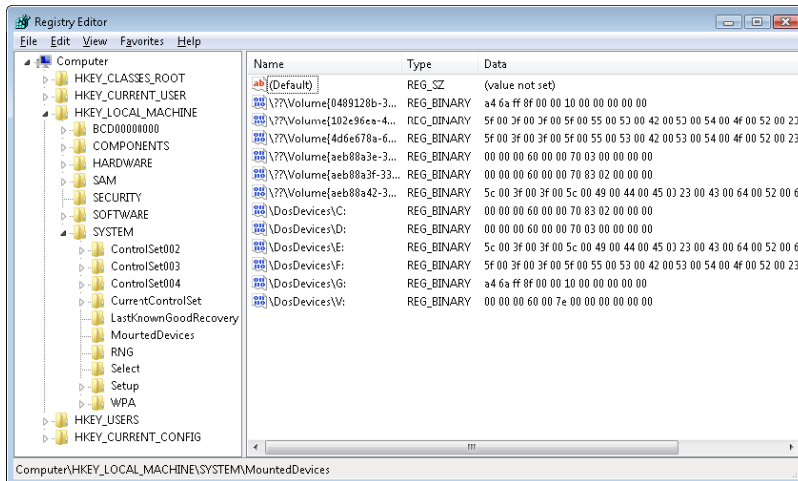 Registry Editor
File Edit View Favorites Help
Computer
HKEY_CLASSES_ROOT
HKEY_CURRENT_USER
HKEY_LOCAL_MACHINE
BCD00000000
COMPONENTS
HARDWARE
SAM
SECURITY
SOFTWARE
SYSTEM
ControlSet002
ControlSet003
ControlSet004
CurrentControlSet
LastKnownGoodRecovery
MourtedDevices
RNG
Select
Setup
WPA
HKEY_USERS
HKEY_CURRENT_CONFIG
Name Type Data
(Default) REG_SZ (value not set)
\??\Volume{0489128b-3... REG_BINARY a4 6a ff 8f 00 00 10 00 00 00 00 00
\??\Volume{102e96ea-4... REG_BINARY 5f 00 3f 00 3f 00 5f 00 55 00 53 00 42 00 53 00 54 00 4f 00 52 00 23
\??\Volume{4d6e678a-6... REG_BINARY 5f 00 3f 00 3f 00 5f 00 55 00 53 00 42 00 53 00 54 00 4f 00 52 00 23
\??\Volume{aeb88a3e-3... REG_BINARY 00 00 00 60 00 00 70 03 00 00 00 00
\??\Volume{aeb88a3f-33... REG_BINARY 00 00 00 60 00 00 70 83 02 00 00 00
\??\Volume{aeb88a42-3... REG_BINARY 5c 00 3f 00 3f 00 5c 00 49 00 44 00 45 03 23 00 43 00 64 00 52 00 6
\DosDevices\C: REG_BINARY 00 00 00 60 00 00 70 83 02 00 00 00
\DosDevices\D: REG_BINARY 00 00 00 60 00 00 70 83 02 00 00 00
\DosDevices\E: REG_BINARY 5c 00 3f 00 3f 00 5c 00 49 00 44 00 45 03 23 00 43 00 64 00 52 00 6
\DosDevices\F: REG_BINARY 5f 00 3f 00 3f 00 5f 00 55 00 53 00 42 00 53 00 54 00 4f 00 52 00 23
\DosDevices\G: REG_BINARY a4 6a ff 8f 00 00 10 00 00 00 00 00
\DosDevices\V: REG_BINARY 00 00 00 60 00 7e 00 00 00 00 00 00
Computer\HKEY_LOCAL_MACHINE\SYSTEM\MountedDevices